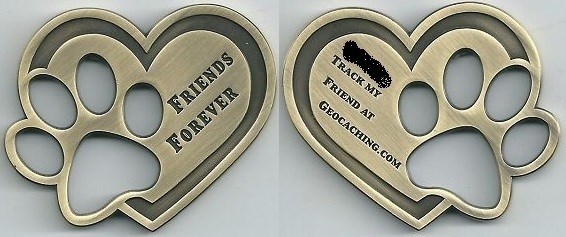 Friends
Forever
Track my
Friend at
Geocaching.com